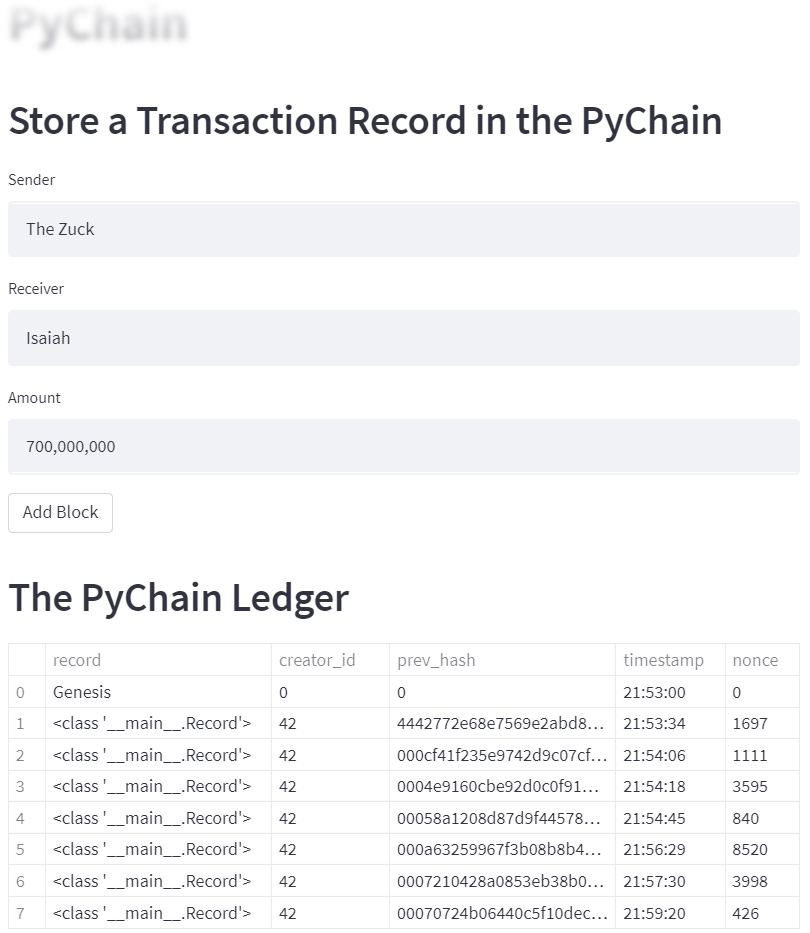 PyChain
Store a Transaction Record in the PyChain
Sender
The Zuck
Receiver
Isaiah
Amount
700,000,000
Add Block
The PyChain Ledger
record creator_id prev_hash timestamp nonce
0 Genesis 0 0 21:53:00 0
1 <class '__main__.Record'> 42 4442772e68e7569e2abd8... 21:53:34 1697
2 <class '__main__.Record'> 42 000cf41f235e9742d9c07cf... 21:54:06 1111
3 <class '__main__.Record'> 42 0004e9160cbe92d0c0f91... 21:54:18 3595
4 <class '__main__.Record'> 42 00058a1208d87d9f44578... 21:54:45 840
5 <class '__main__.Record'> 42 000a63259967f3b08b8b4... 21:56:29 8520
6 <class '__main__.Record'> 42 0007210428a0853eb38b0... 21:57:30 3998
7 <class '__main__.Record'> 42 00070724b06440c5f10dec... 21:59:20 426